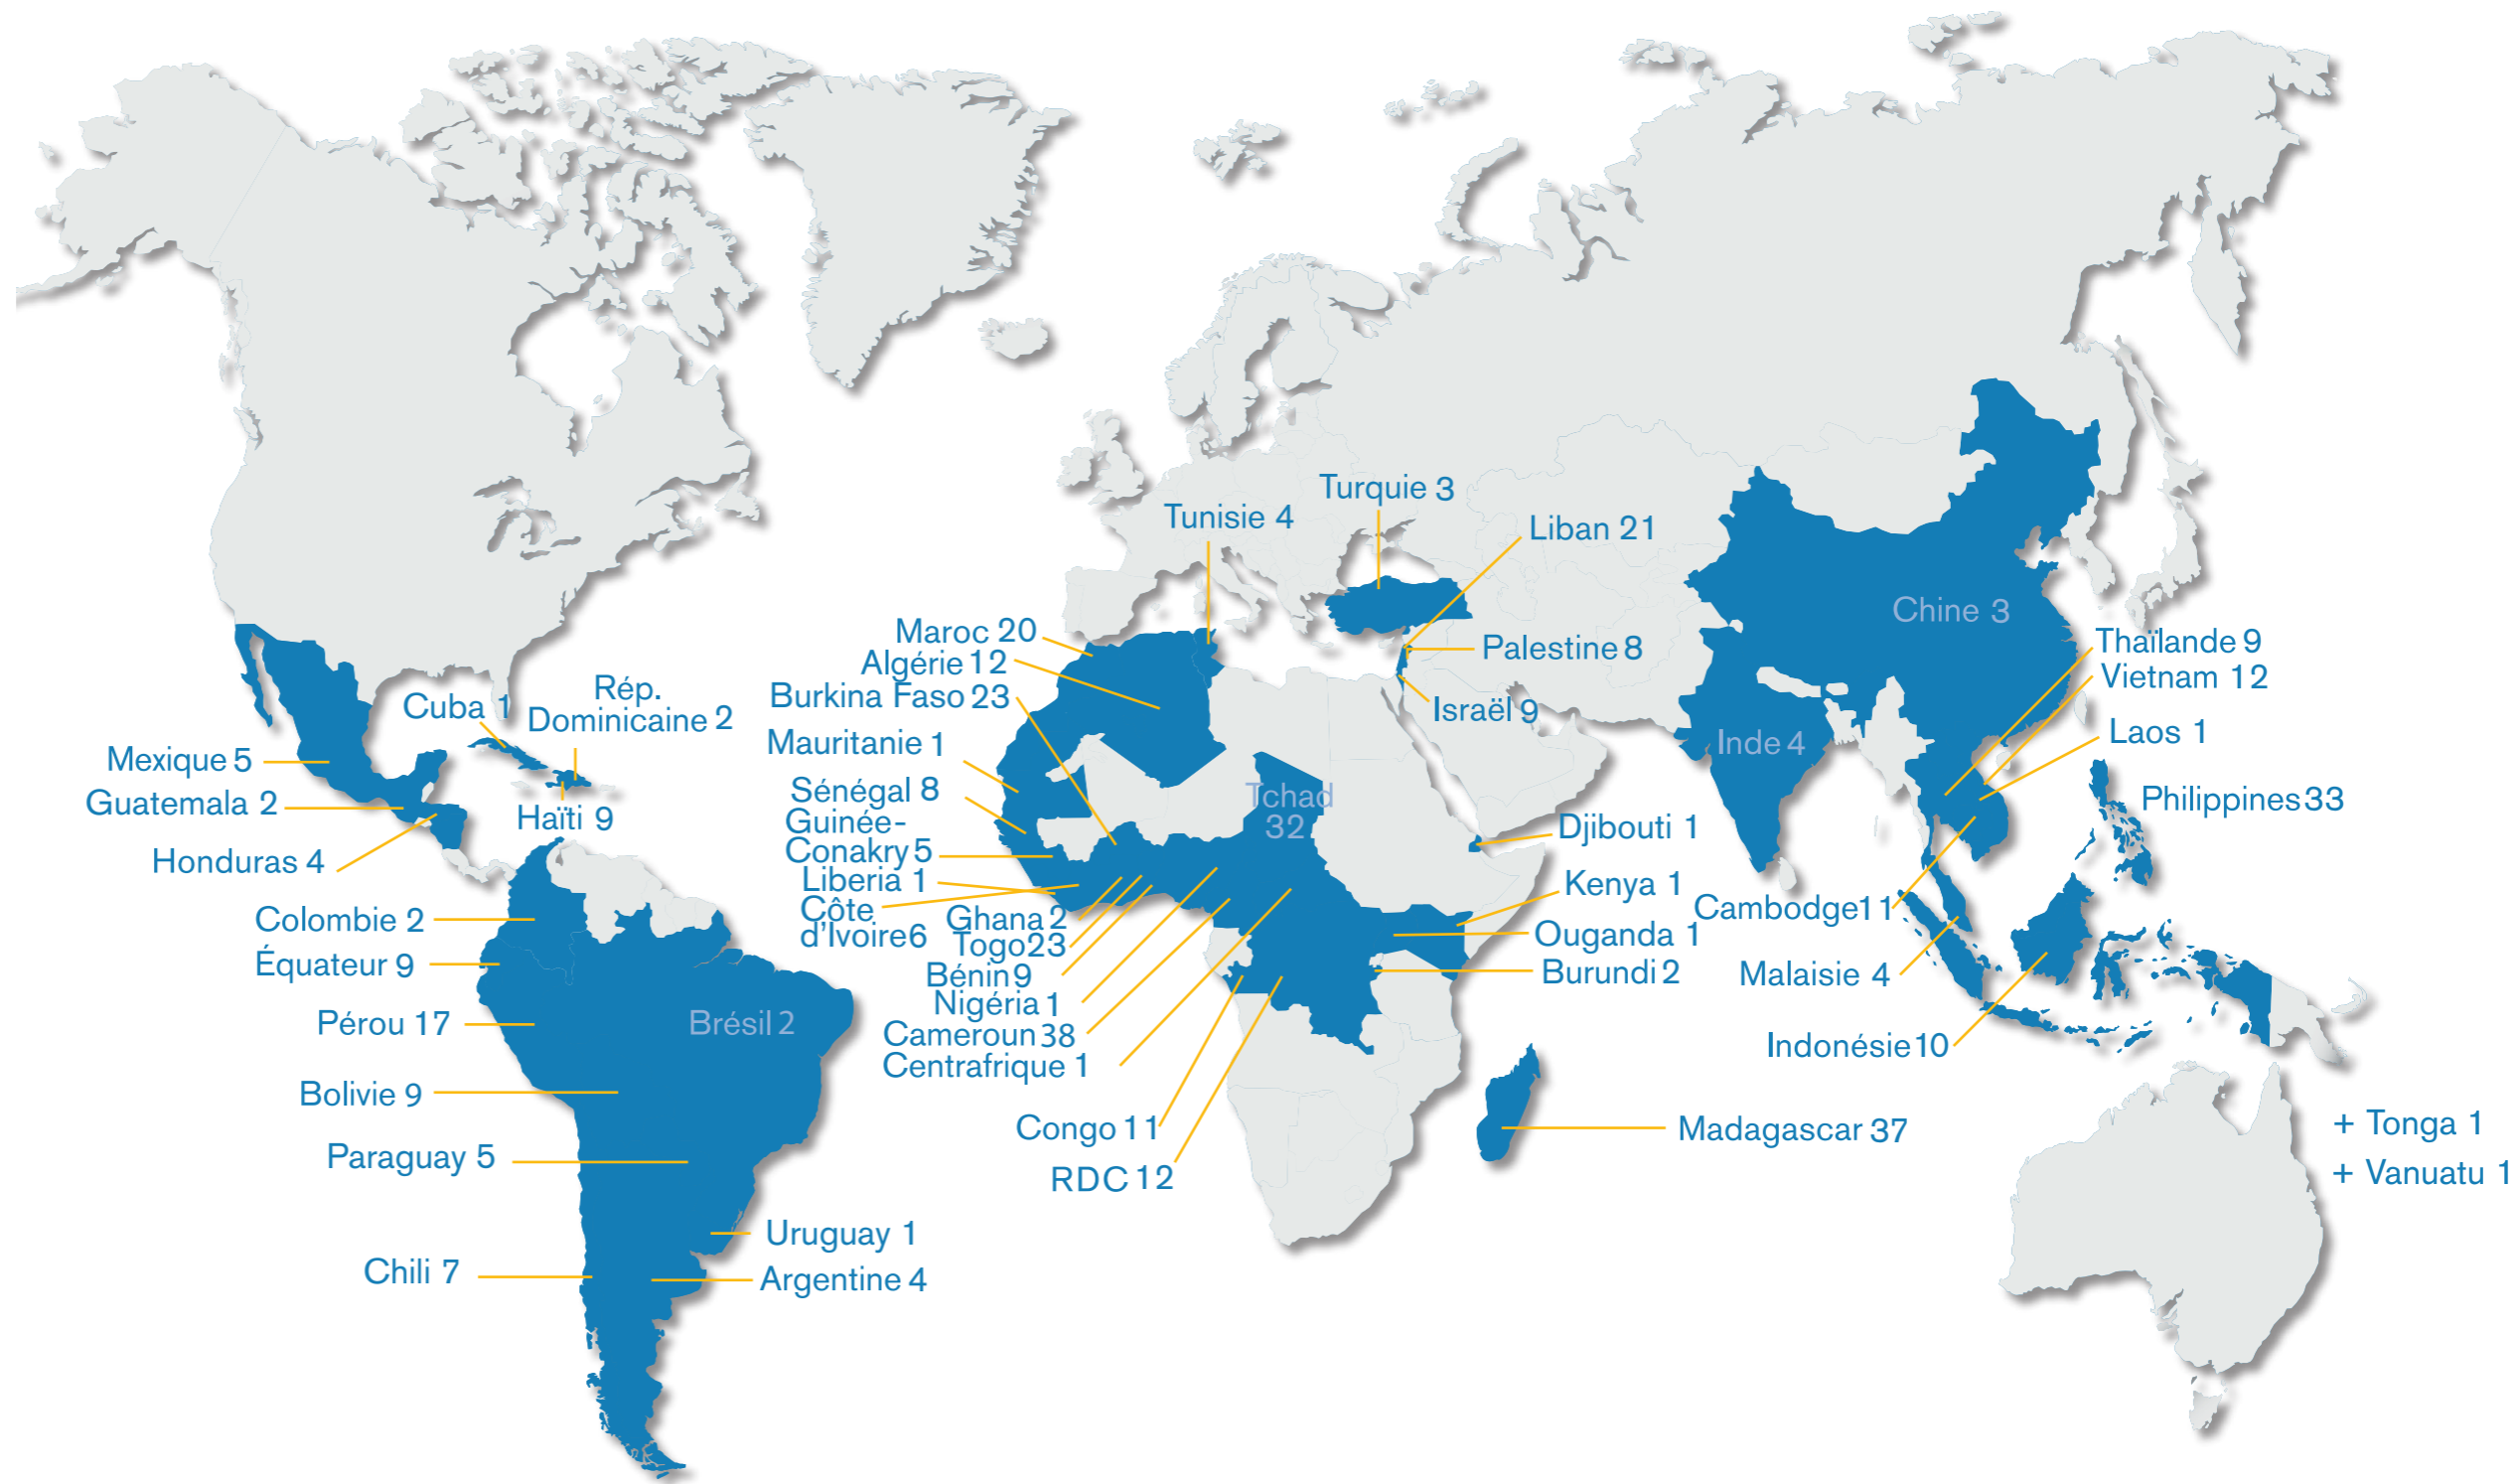 Turquie 3
Tunisie 4
Liban 21
Chine 3
Maroc 20
Algérie 12
Burkina Faso 23
Palestine 8
Israël 9
Thaïlande 9
Vietnam 12
Laos 1
Cuba 1
Rép.
Dominicaine 2
Mexique 5
Guatemala 2
Haïti 9
Honduras 4
Mauritanie 1
Sénégal 8
Guinée-
Conakry 5
Liberia 1
Côte
d'Ivoire 6
Ghana 2
Togo 23
Bénin 9
Nigéria 1
Cameroun 38
Centrafrique 1
Tchad
32
Inde 4
Philippines 33
Djibouti 1
Kenya 1
Ouganda 1
Burundi 2
Cambodge 11
Malaisie 4
Indonésie 10
Colombie 2
Équateur 9
Pérou 17
Brésil 2
Bolivie 9
Paraguay 5
Uruguay 1
Chili 7
Argentine 4
Congo 11
RDC 12
Madagascar 37
+ Tonga 1
+ Vanuatu 1